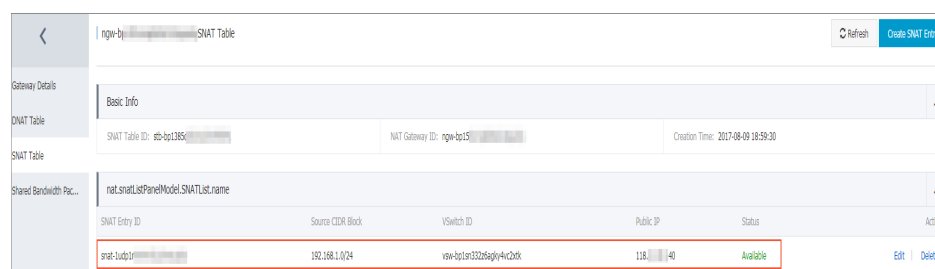 ngw-b SNAT Table
Refresh
Create SNAT Entr
Gateway Details
DNAT Table
SNAT Table
Shared Bandwidth Pac...
Basic Info
SNAT Table ID: stb-bp1385 NAT Gateway ID: ngw-bp15 Creation Time: 2017-08-09 18:59:30
nat.snatListPanelModel.SNATList.name
SNAT Entry ID Source CIDR Block VSwitch ID Public IP Status Act
snat-1udp1 192.168.1.0/24 vsw-bp1sn332z6agky4vc2xtk 118. 40 Available Edit Delet